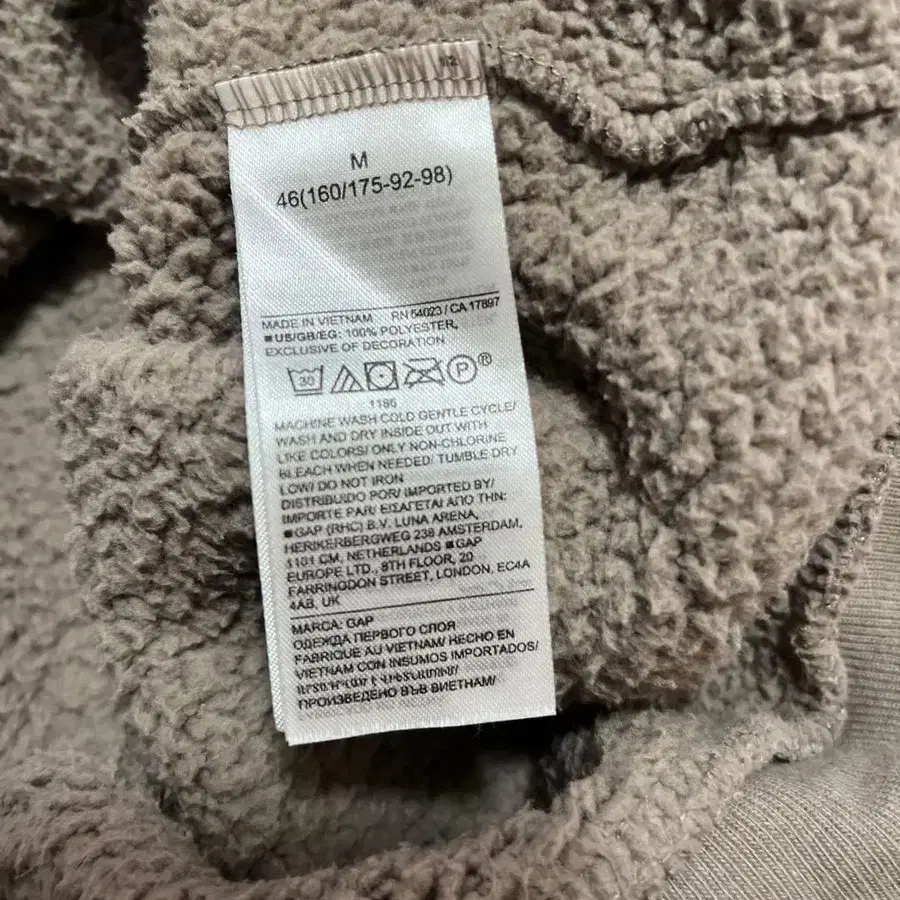 M
46(160/175-92-98)
MADE IN VIETNAM RN 54023 / CA 17897
■US/GB/EG: 100% POLYESTER,
EXCLUSIVE OF DECORATION
30 P®
1186
MACHINE WASH COLD GENTLE CYCLE/
WASH AND DRY INSIDE OUT WITH
LIKE COLORS/ ONLY NON-CHLORINE
BLEACH WHEN NEEDED/ TUMBLE DRY
LOW/ DO NOT IRON
DISTRIBUIDO POR/ IMPORTED BY/
IMPORTE PAR/ ΕΙΣΑΓΕΤΑΙ ΑΠΟ ΤΗΝ:
■GAP (RHC) B.V. LUNA ARENA,
HERIKERBERGWEG 238 AMSTERDAM,
1101 CM, NETHERLANDS ■GAP
EUROPE LTD., 8TH FLOOR, 20
FARRINGDON STREET, LONDON, EC4A
4AB, UK
MARCA: GAP
ОДЕЖДА ПЕРВОГО СЛОЯ
FABRIQUE AU VIETNAM/ HECHO EN
VIETNAM CON INSUMOS IMPORTADOS/
ПРОИЗВЕДЕНО ВЪВ ВИЕТНАМ/